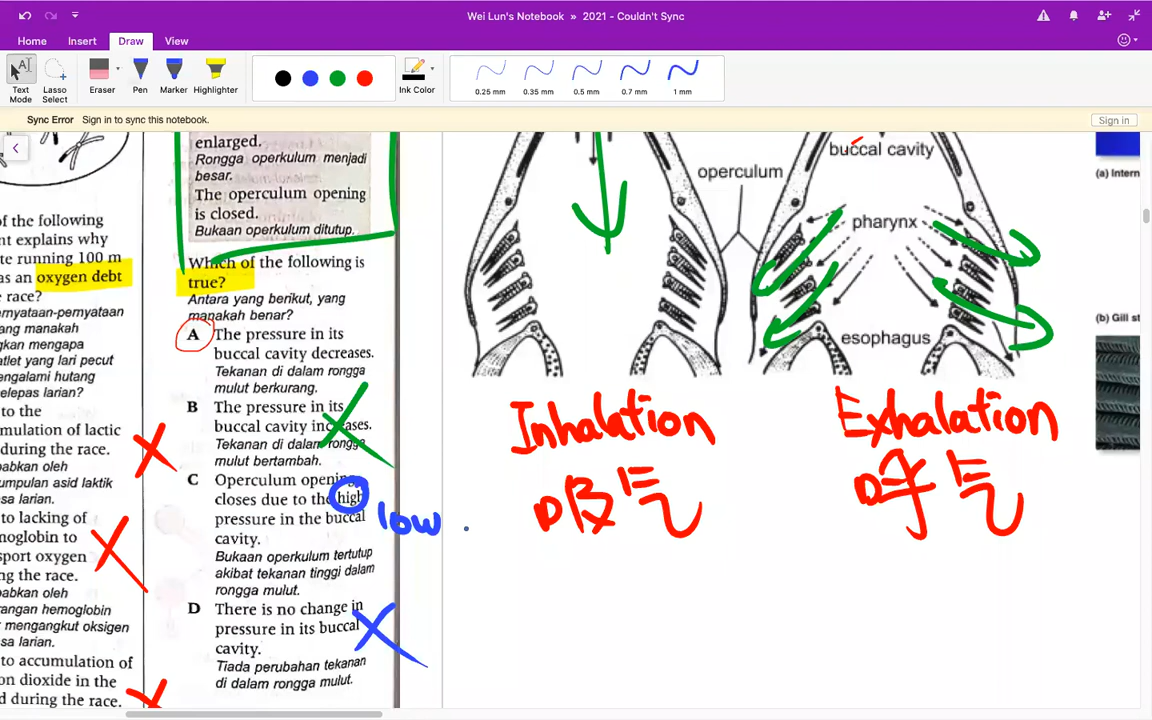 Wei Lun's Notebook » 2021 - Couldn't Sync
Home Insert Draw View
Text Mode
Lasso Select
Eraser
Pen
Marker
Highlighter
Ink Color
0.25 mm 0.35 mm 0.5 mm 0.7 mm 1 mm
Sync Error Sign in to sync this notebook.
Sign in
of the following
nt explains why
te running 100 m
as an oxygen debt
e race?
rnyataan-pernyataan
ang manakah
gkan mengapa
atlet yang lari pecut
engalami hutang
elepas larian?
to the
mulation of lactic
during the race.
babkan oleh
umpulan asid laktik
sa larian.
to lacking of
noglobin to
sport oxygen
ng the race.
babkan oleh
rangan hemoglobin
mengangkut oksigen
sa larian.
to accumulation of
on dioxide in the
d during the race.
enlarged.
Rongga operkulum menjadi
besar.
The operculum opening
is closed.
Bukaan operkulum ditutup.
Which of the following is
true?
Antara yang berikut, yang
manakah benar?
A The pressure in its
buccal cavity decreases.
Tekanan di dalam rongga
mulut berkurang.
B The pressure in its
buccal cavity increases.
Tekanan di dalam rongga
mulut bertambah.
C Operculum opening
closes due to the high
pressure in the buccal
cavity.
low
Bukaan operkulum tertutup
akibat tekanan tinggi dalam
rongga mulut.
D There is no change in
pressure in its buccal
cavity.
Tiada perubahan tekanan
di dalam rongga mulut.
buccal cavity
operculum
pharynx
esophagus
Inhalation
吸气
Exhalation
呼气
(a) Intern
(b) Gill st